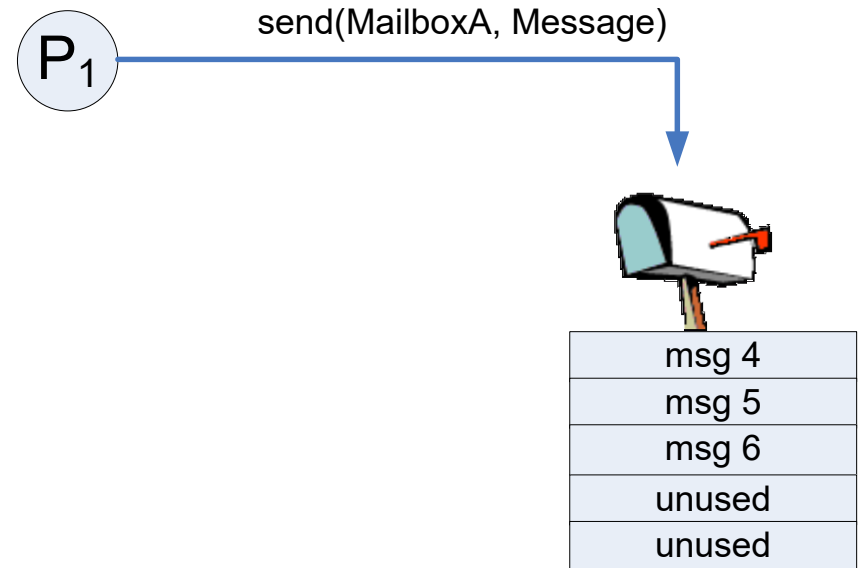 send(MailboxA, Message)
P₁
msg 4
msg 5
msg 6
unused
unused